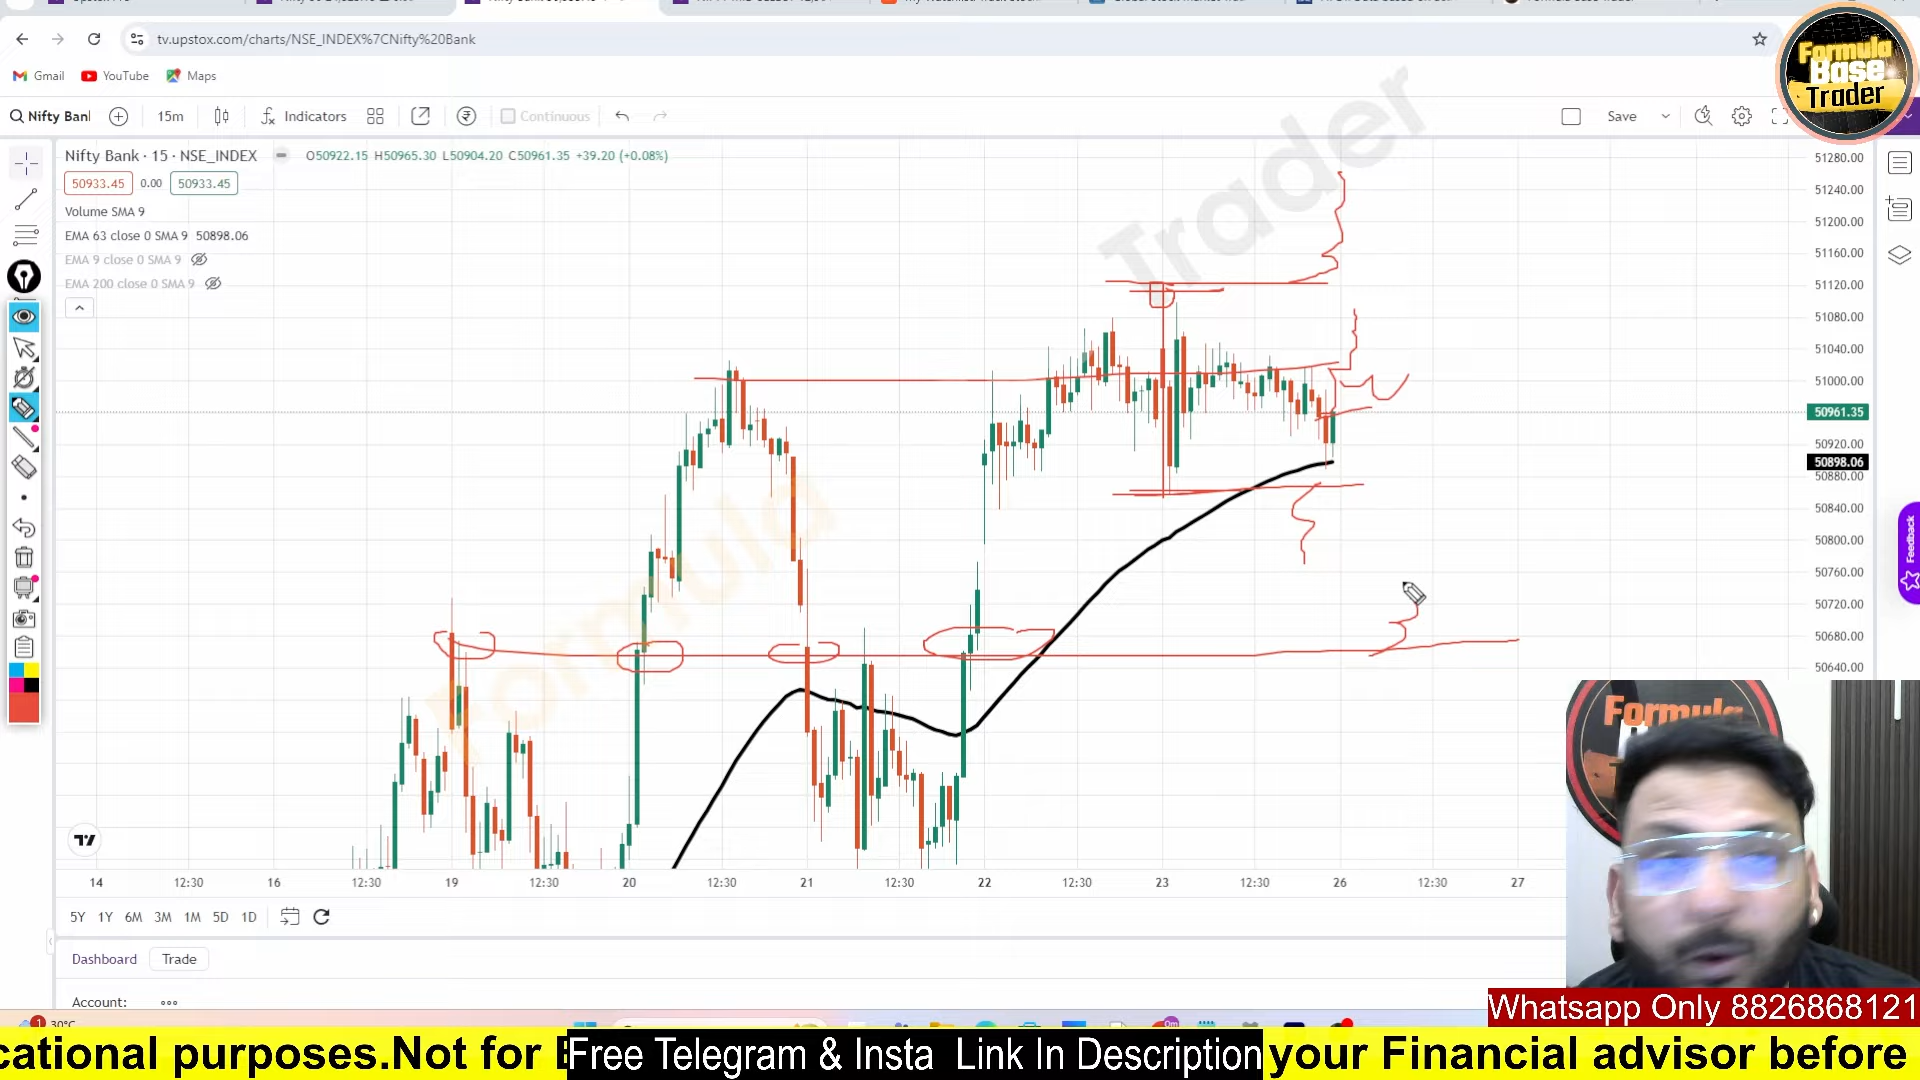 tv.upstox.com/charts/NSE_INDEX%7CNifty%20Bank
Gmail YouTube Maps
Formula Base Trader
Nifty Banl 15m Indicators Continuous Save
Nifty Bank · 15 · NSE_INDEX O50922.15 H50965.30 L50904.20 C50961.35 +39.20 (+0.08%)
50933.45 0.00 50933.45
Volume SMA 9
EMA 63 close 0 SMA 9 50898.06
EMA 9 close 0 SMA 9
EMA 200 close 0 SMA 9
Formula
Trader
51280.00
51240.00
51200.00
51160.00
51120.00
51080.00
51040.00
51000.00
50961.35
50920.00
50898.06
50880.00
50840.00
50800.00
50760.00
50720.00
50680.00
50640.00
Feedback
Formula
14 12:30 16 12:30 19 12:30 20 12:30 21 12:30 22 12:30 23 12:30 26 12:30 27
5Y 1Y 6M 3M 1M 5D 1D
Dashboard Trade
Account:
30°C
Whatsapp Only 8826868121
cational purposes.Not for
Free Telegram & Insta Link In Description
your Financial advisor before